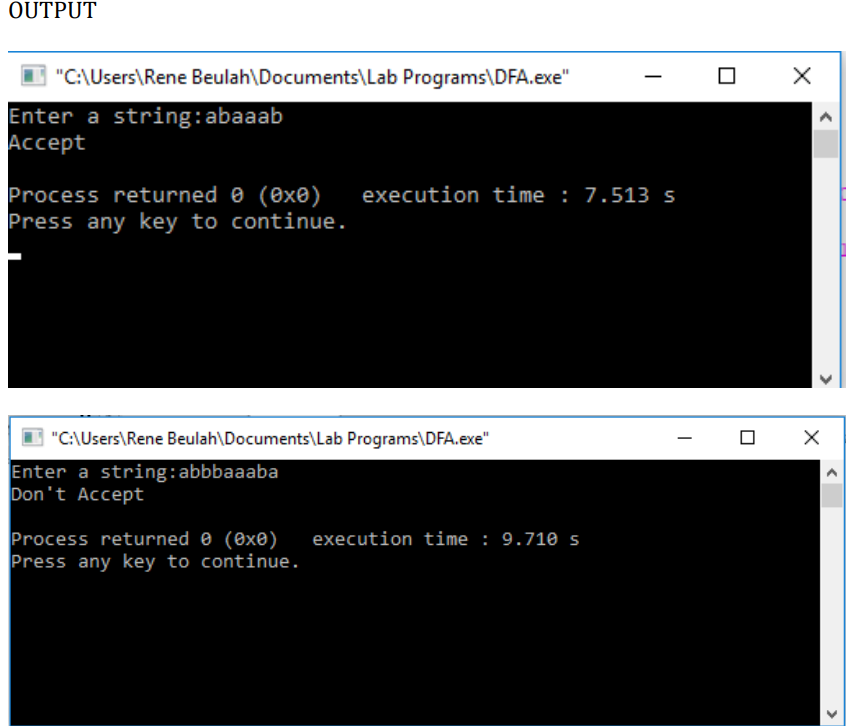 OUTPUT
"C:\Users\Rene Beulah\Documents\Lab Programs\DFA.exe"
Enter a string:abaaab
Accept
Process returned 0 (0x0)   execution time : 7.513 s
Press any key to continue.
"C:\Users\Rene Beulah\Documents\Lab Programs\DFA.exe"
Enter a string:abbbaaaba
Don't Accept
Process returned 0 (0x0)   execution time : 9.710 s
Press any key to continue.